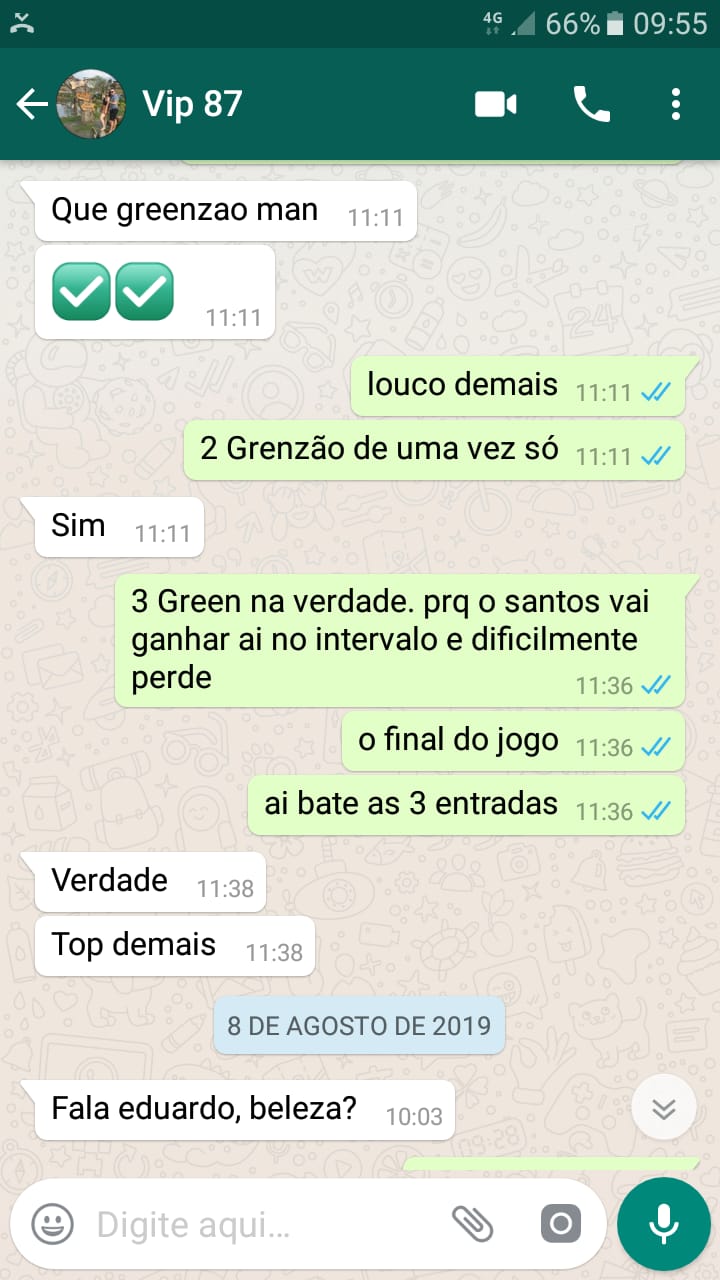 4G 66% 09:55
Vip 87
Que greenzao man 11:11
✅✅ 11:11
louco demais 11:11
2 Grenzão de uma vez só 11:11
Sim 11:11
3 Green na verdade. prq o santos vai
ganhar ai no intervalo e dificilmente
perde 11:36
o final do jogo 11:36
ai bate as 3 entradas 11:36
Verdade 11:38
Top demais 11:38
8 DE AGOSTO DE 2019
Fala eduardo, beleza? 10:03
Digite aqui...